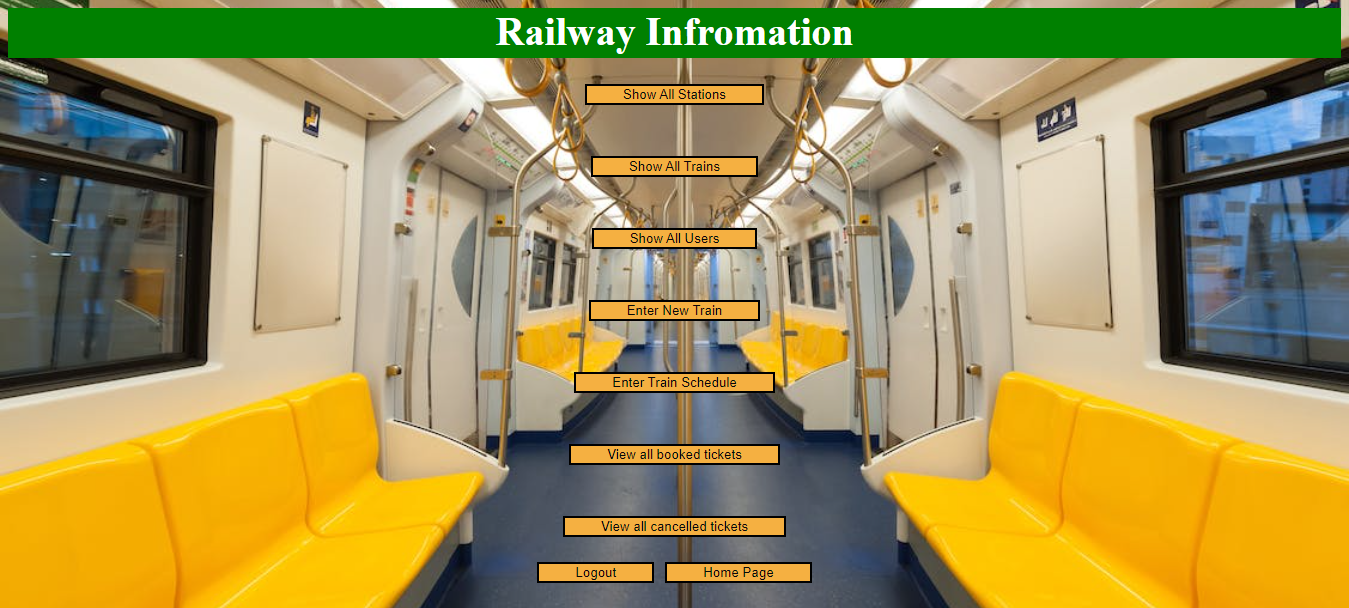 Railway Infromation
Show All Stations
Show All Trains
Show All Users
Enter New Train
Enter Train Schedule
View all booked tickets
View all cancelled tickets
Logout Home Page